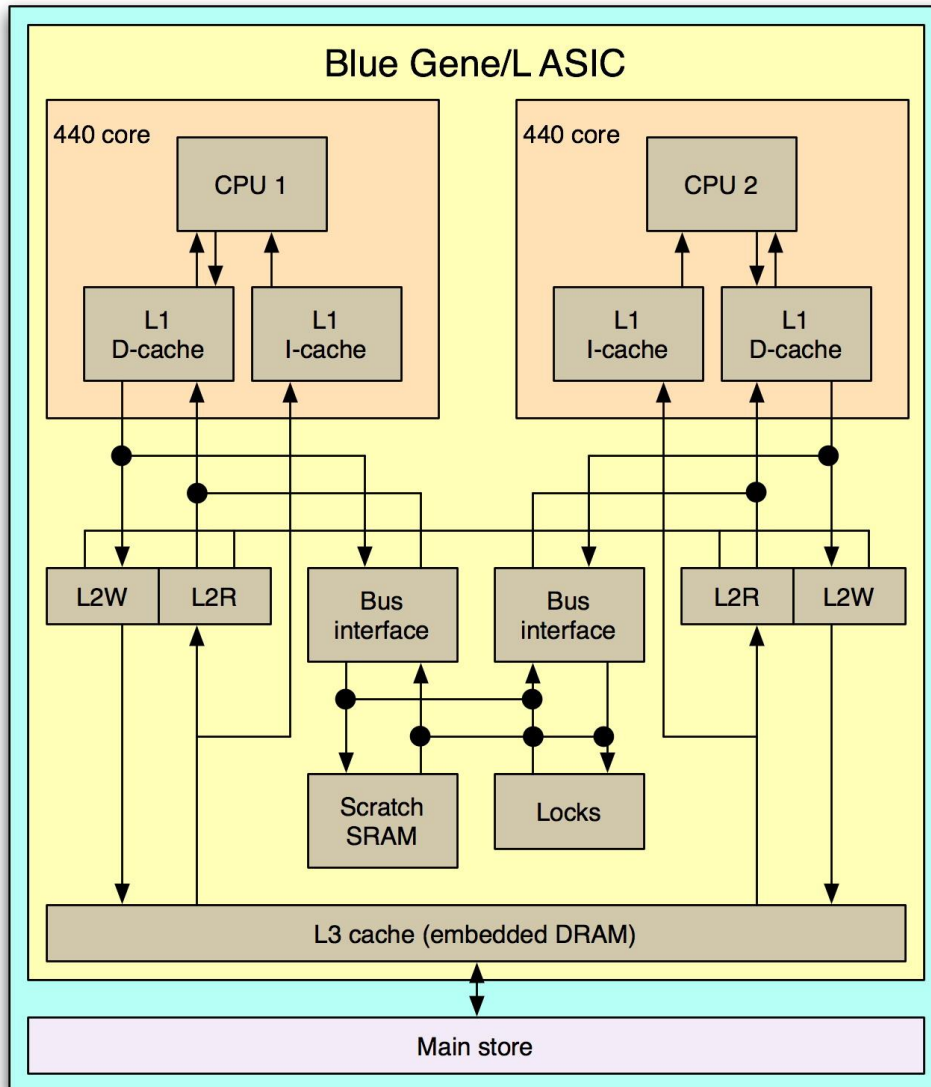 Blue Gene/L ASIC
440 core
440 core
CPU 1
CPU 2
L1
D-cache
L1
I-cache
L1
I-cache
L1
D-cache
L2W
L2R
Bus
interface
Bus
interface
L2R
L2W
Scratch
SRAM
Locks
L3 cache (embedded DRAM)
Main store